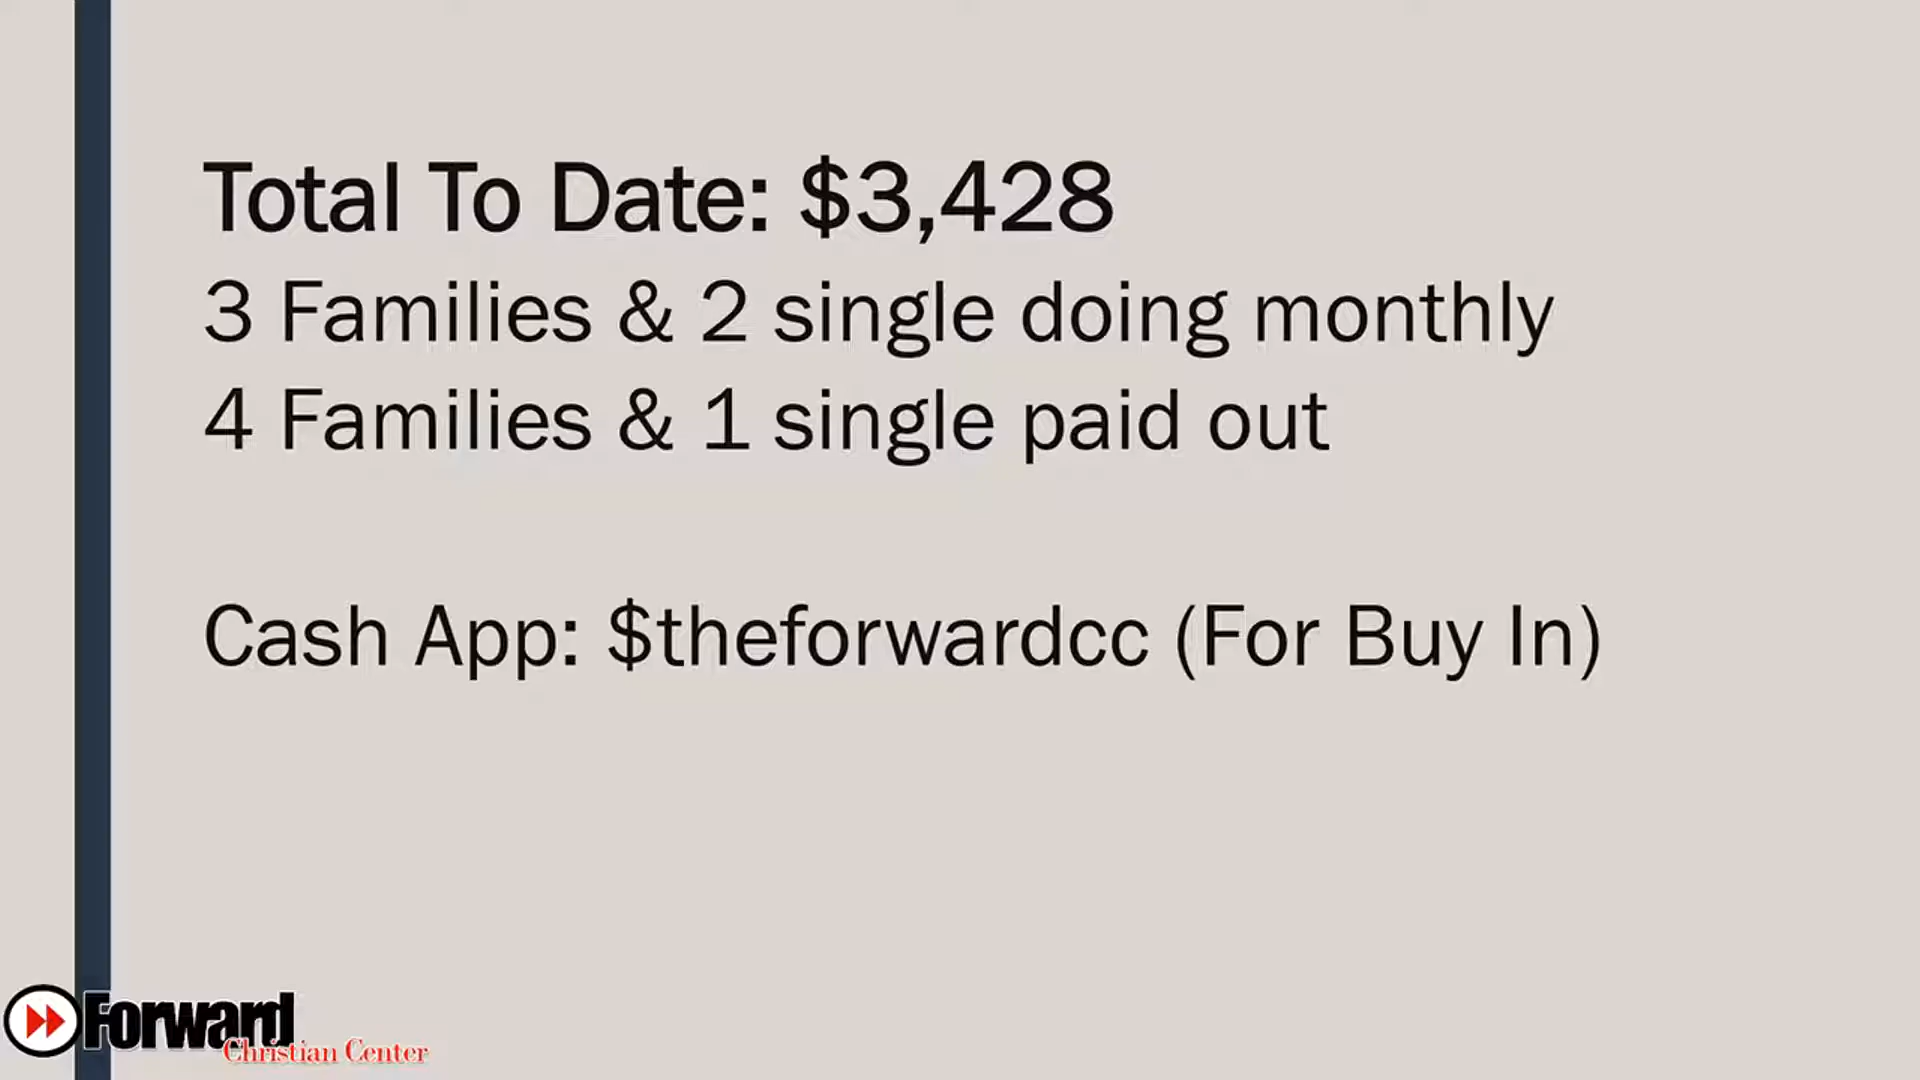 Total To Date: $3,428
3 Families & 2 single doing monthly
4 Families & 1 single paid out
Cash App: $theforwardcc (For Buy In)
Forward
Christian Center